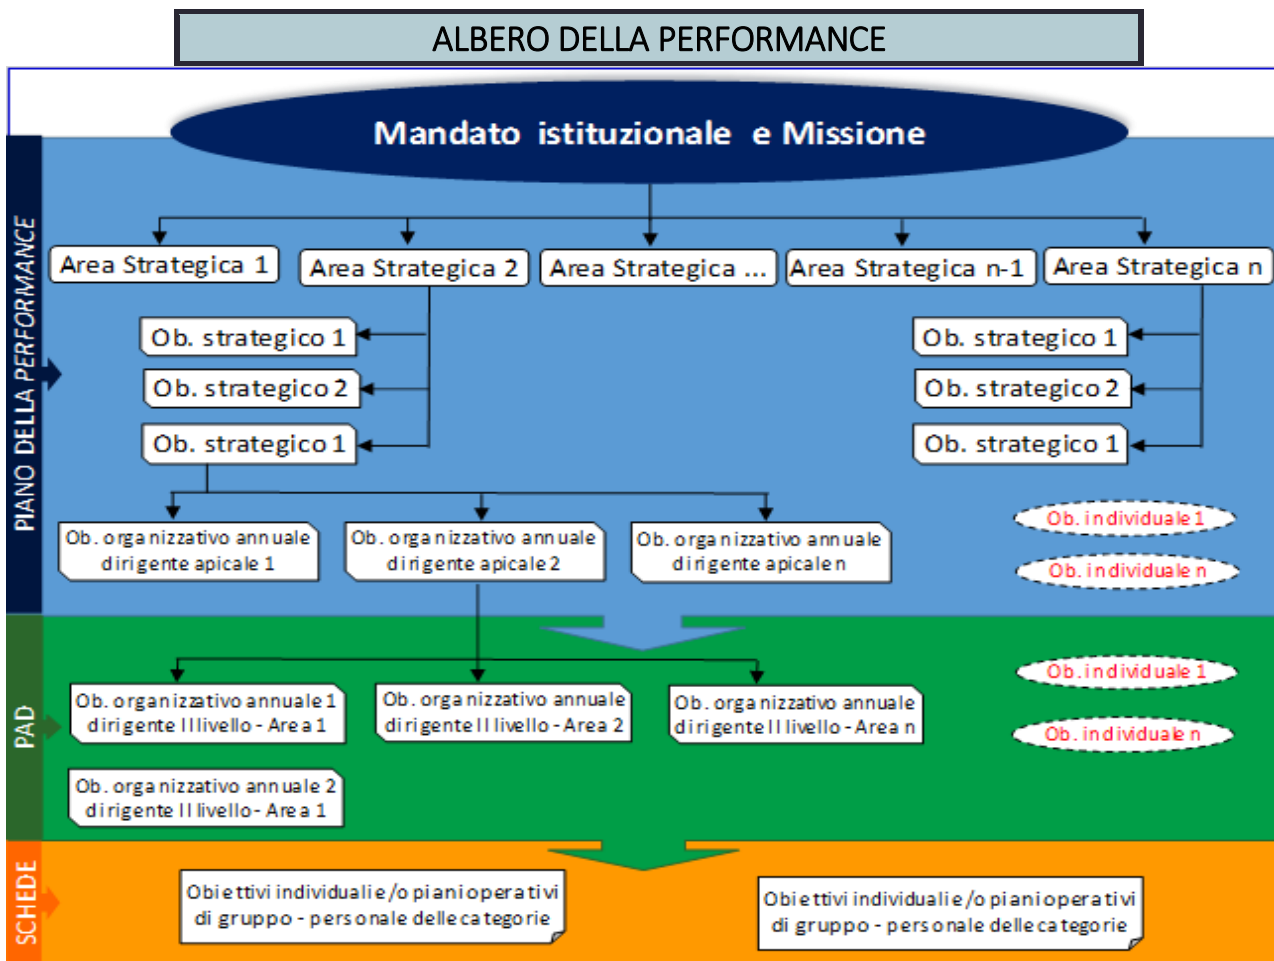 ALBERO DELLA PERFORMANCE
Mandato istituzionale e Missione
PIANO DELLA PERFORMANCE
Area Strategica 1
Area Strategica 2
Area Strategica ...
Area Strategica n-1
Area Strategica n
Ob. strategico 1
Ob. strategico 2
Ob. strategico 1
Ob. strategico 1
Ob. strategico 2
Ob. strategico 1
Ob. organizzativo annuale
dirigente apicale 1
Ob. organizzativo annuale
dirigente apicale 2
Ob. organizzativo annuale
dirigente apicale n
Ob. individuale 1
Ob. individuale n
PAD
Ob. organizzativo annuale 1
dirigente II livello - Area 1
Ob. organizzativo annuale
dirigente II livello - Area 2
Ob. organizzativo annuale
dirigente II livello - Area n
Ob. individuale 1
Ob. individuale n
Ob. organizzativo annuale 2
dirigente II livello - Area 1
SCHEDE
Obiettivi individuali e/o piani operativi
di gruppo - personale delle categorie
Obiettivi individuali e/o piani operativi
di gruppo - personale delle categorie